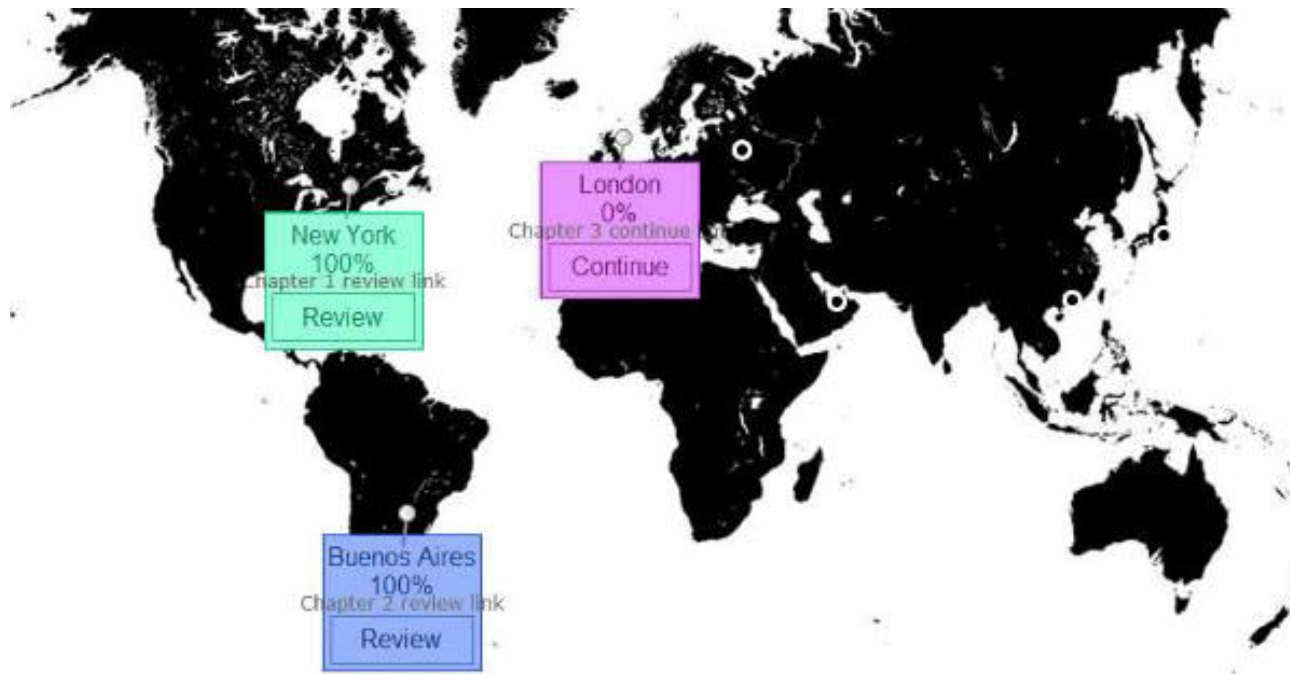 New York
100%
Chapter 1 review link
Review
London
0%
Chapter 3 continue
Continue
Buenos Aires
100%
Chapter 2 review link
Review